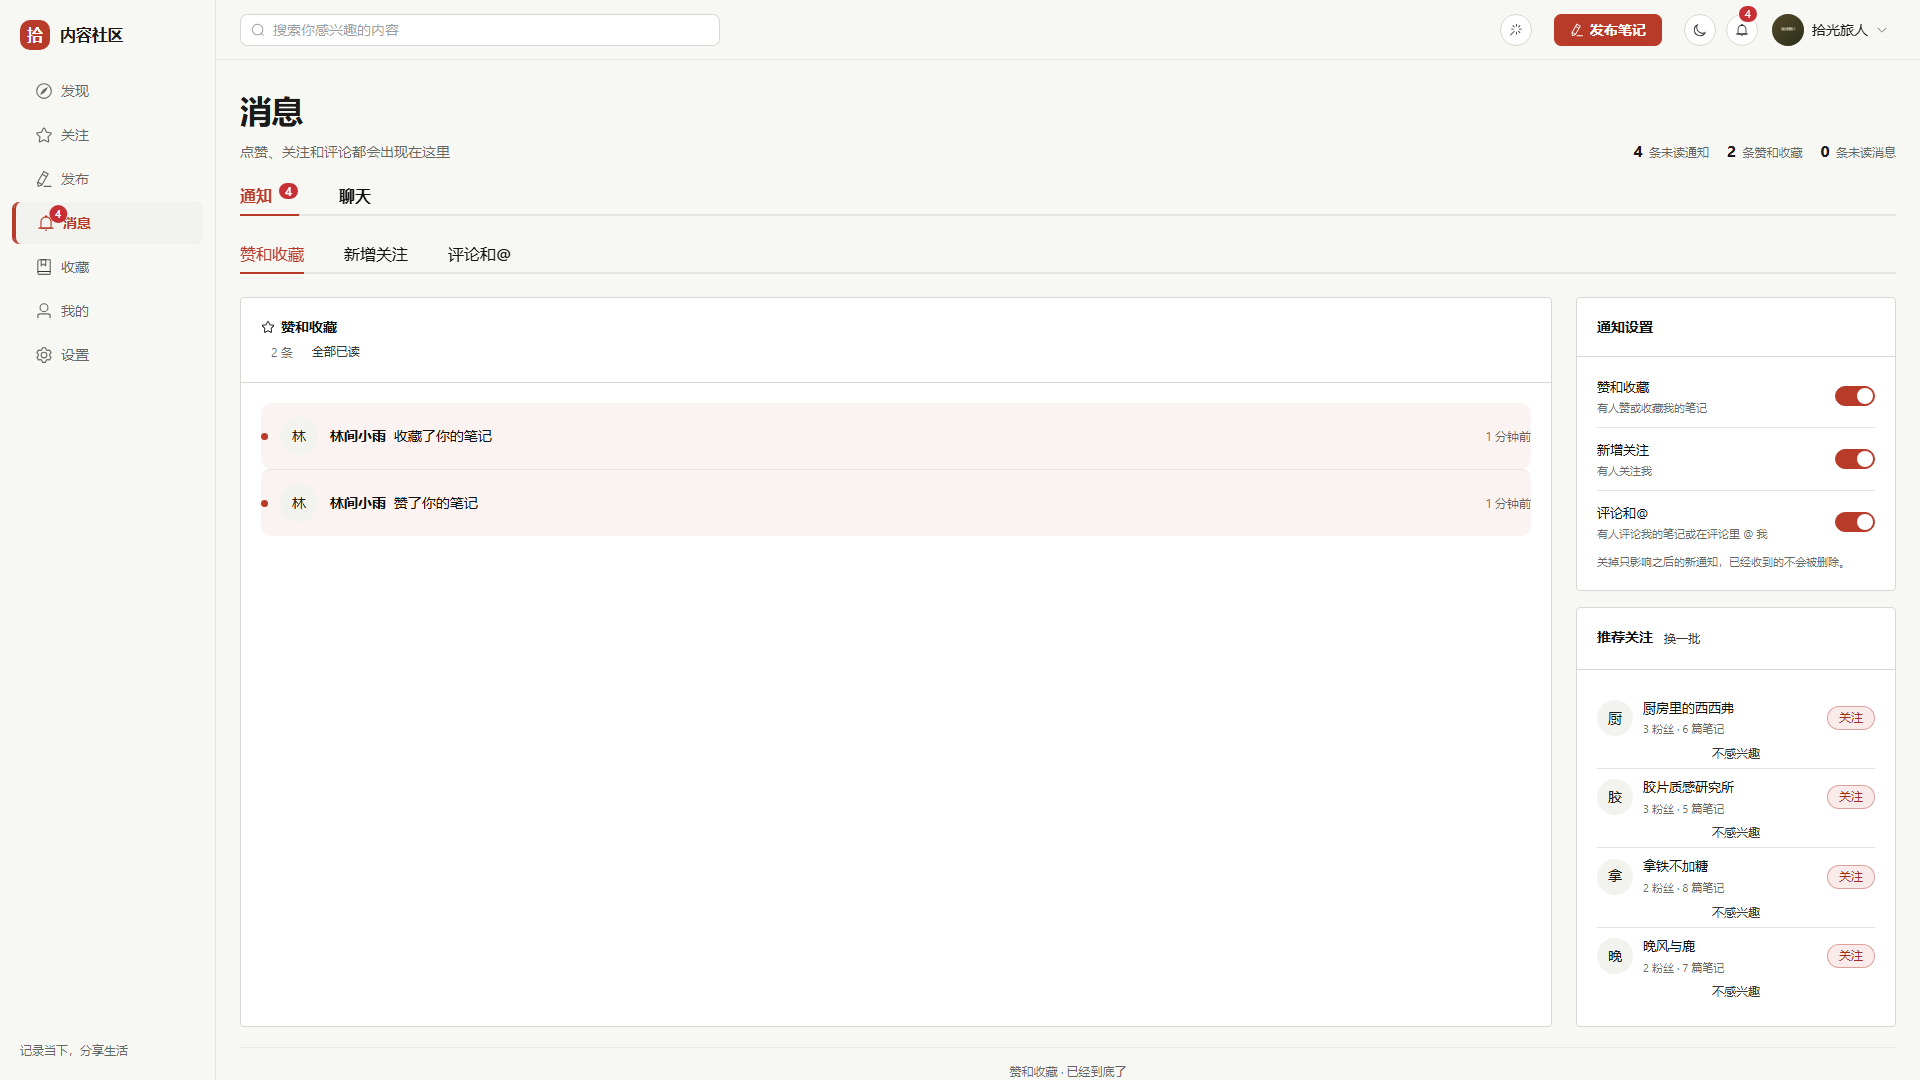 拾 内容社区
搜索你感兴趣的内容
发布笔记
4
拾光旅人
发现
关注
发布
4
消息
收藏
我的
设置
记录当下，分享生活
消息
点赞、关注和评论都会出现在这里
4 条未读通知 2 条赞和收藏 0 条未读消息
通知 4 聊天
赞和收藏 新增关注 评论和@
赞和收藏
2 条 全部已读
林 林间小雨 收藏了你的笔记 1 分钟前
林 林间小雨 赞了你的笔记 1 分钟前
通知设置
赞和收藏
有人赞或收藏我的笔记
新增关注
有人关注我
评论和@
有人评论我的笔记或在评论里 @ 我
关掉只影响之后的新通知，已经收到的不会被删除。
推荐关注 换一批
厨 厨房里的西西弗 关注
3 粉丝 · 6 篇笔记
不感兴趣
胶 胶片质感研究所 关注
3 粉丝 · 5 篇笔记
不感兴趣
拿 拿铁不加糖 关注
2 粉丝 · 8 篇笔记
不感兴趣
晚 晚风与鹿 关注
2 粉丝 · 7 篇笔记
不感兴趣
赞和收藏 · 已经到底了